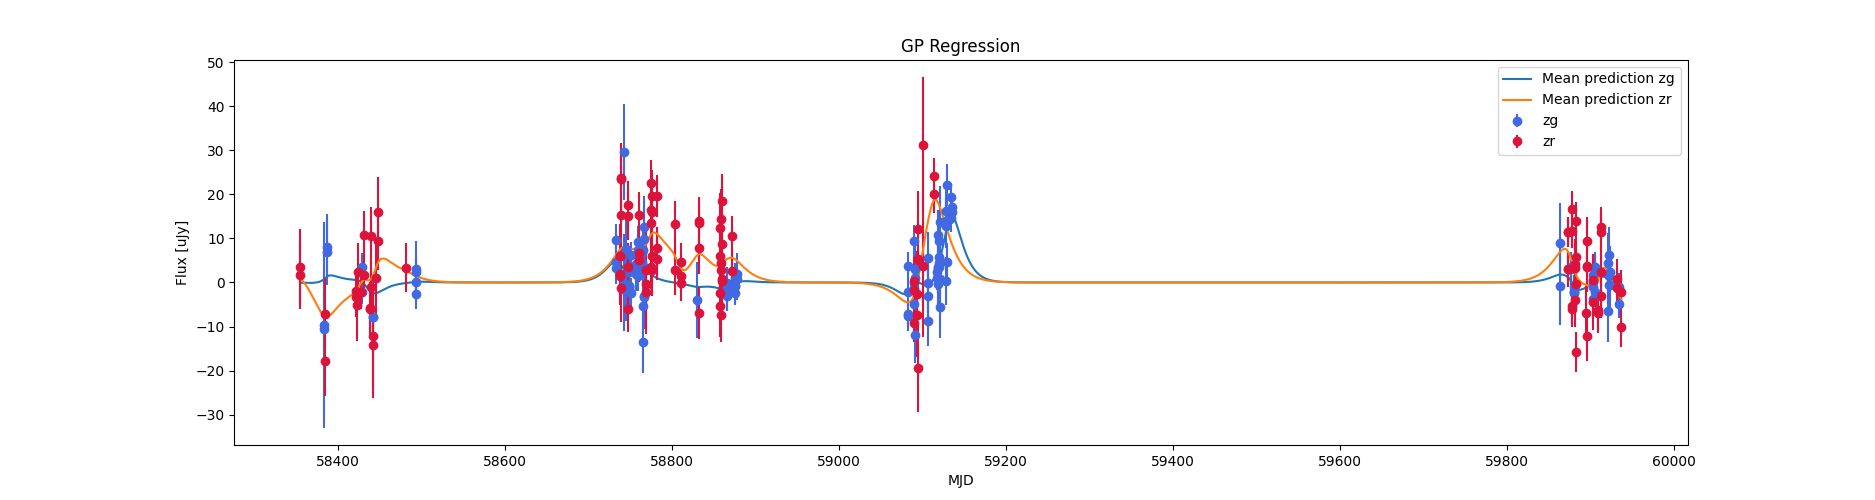 GP Regression
50
40
30
20
10
0
−10
−20
−30
Flux [uJy]
58400
58600
58800
59000
59200
59400
59600
59800
60000
MJD
Mean prediction zg
Mean prediction zr
zg
zr